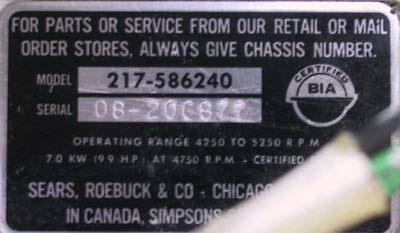 FOR PARTS OR SERVICE FROM OUR RETAIL OR MAIL
ORDER STORES, ALWAYS GIVE CHASSIS NUMBER.
MODEL 217-586240
SERIAL 08-20C877
CERTIFIED
BIA
OPERATING RANGE 4250 TO 5250 R.P.M
7.0 KW (9.9 H.P.) AT 4750 R.P.M. - CERTIFIED
SEARS, ROEBUCK & CO - CHICAGO
IN CANADA, SIMPSONS